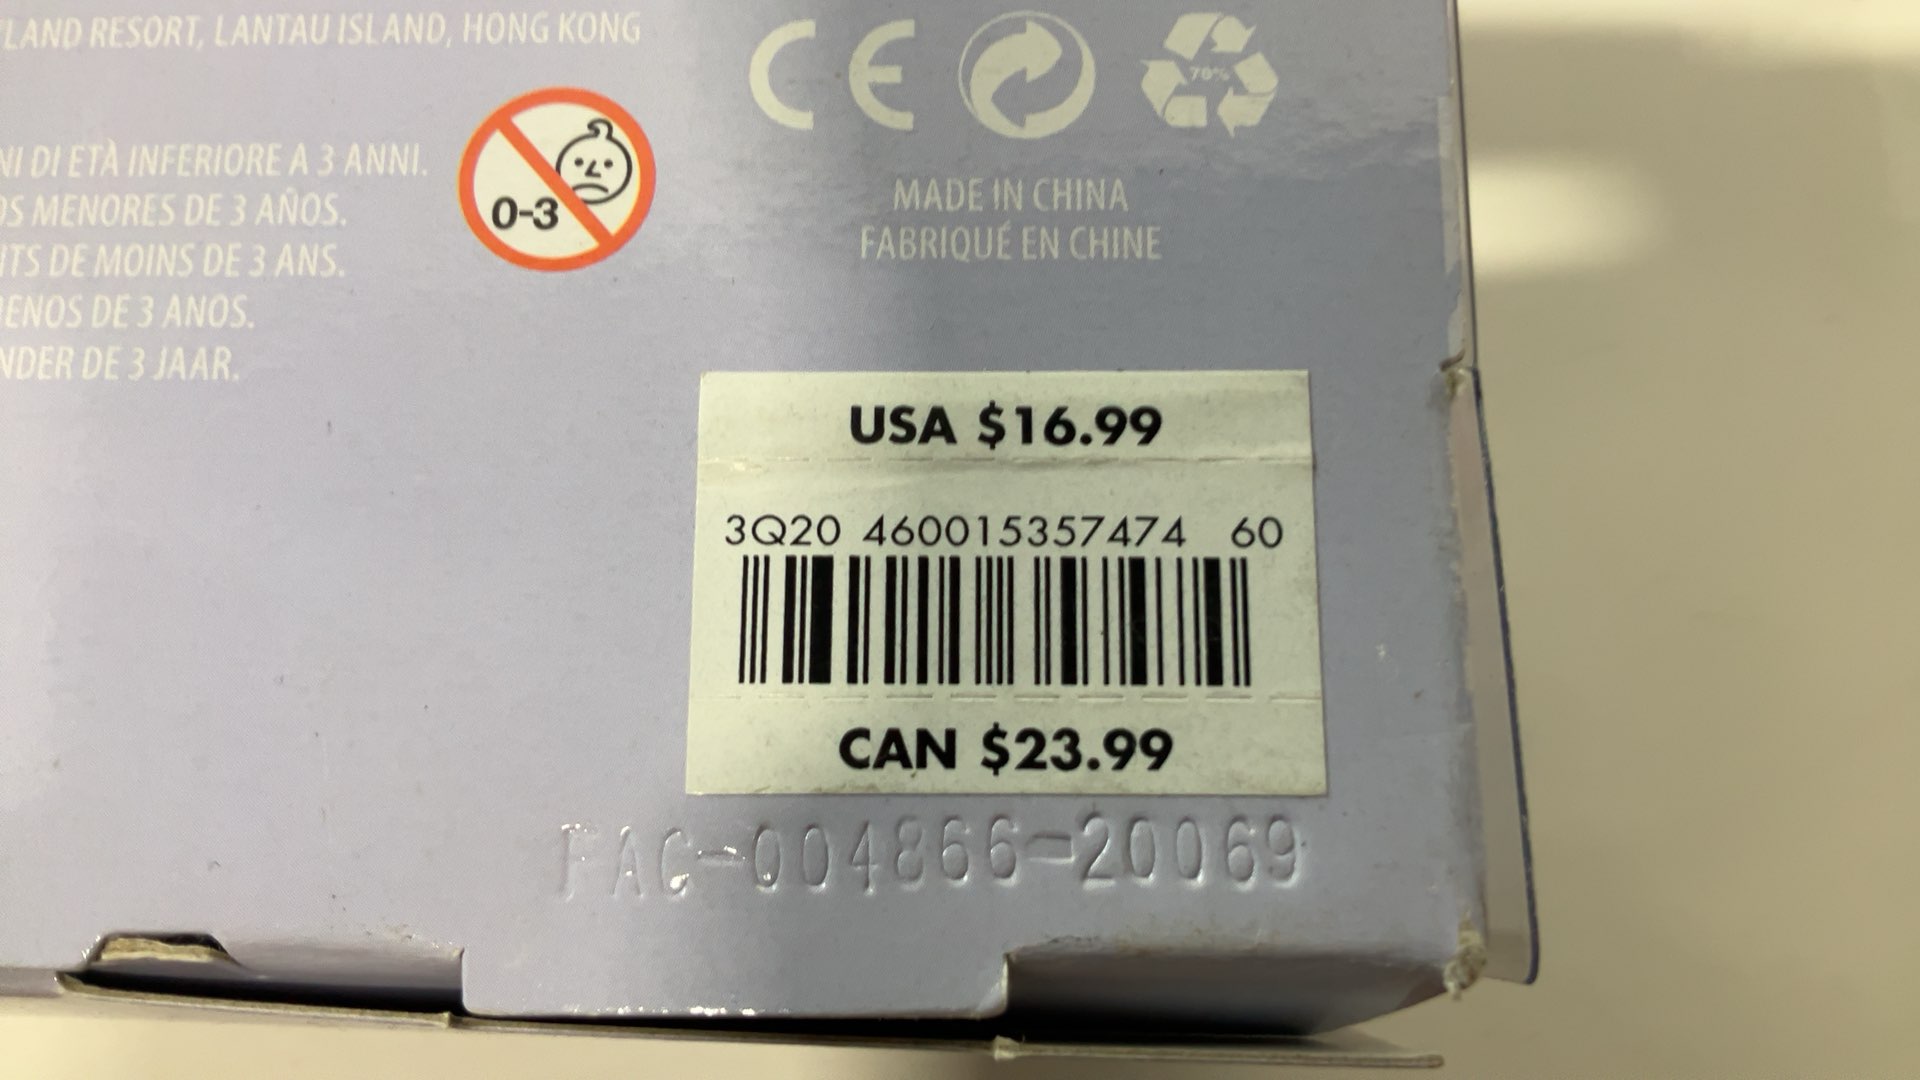 LAND RESORT, LANTAU ISLAND, HONG KONG
CE
70%
NI DI ETÀ INFERIORE A 3 ANNI.
OS MENORES DE 3 AÑOS.
TS DE MOINS DE 3 ANS.
ENOS DE 3 ANOS.
NDER DE 3 JAAR.
0-3
MADE IN CHINA
FABRIQUÉ EN CHINE
USA $16.99
3Q20 460015357474 60
CAN $23.99
FAC-004866-20069